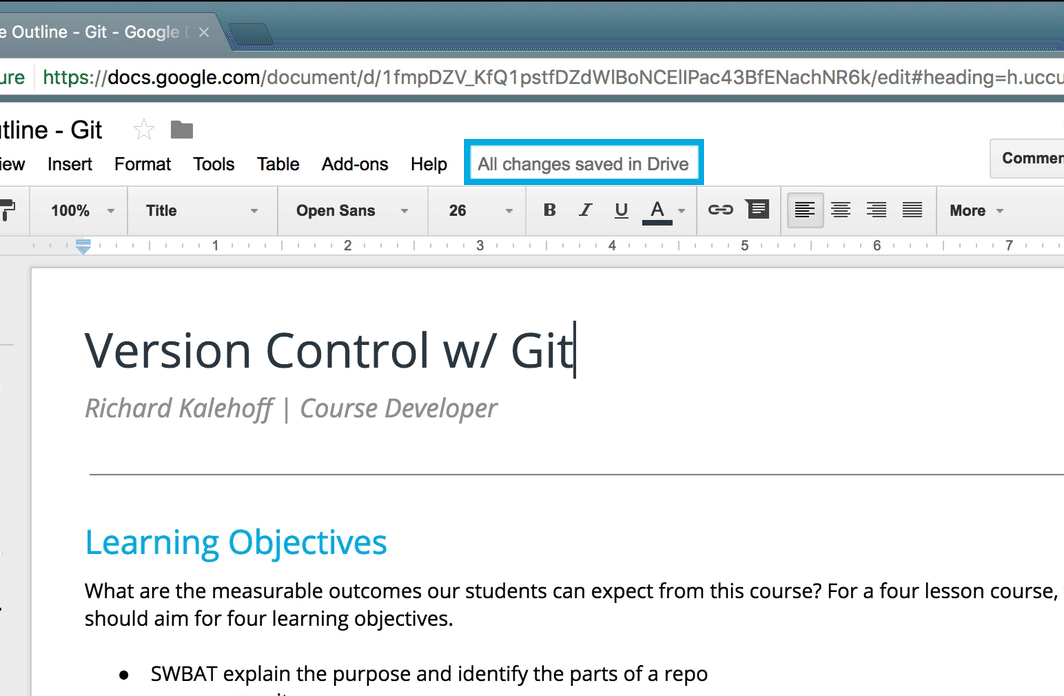 e Outline - Git - Google D
ure https://docs.google.com/document/d/1fmpDZV_KfQ1pstfDZdWlBoNCEllPac43BfENachNR6k/edit#heading=h.uccu
utline - Git
iew Insert Format Tools Table Add-ons Help All changes saved in Drive Commen
100% Title Open Sans 26 B I U A More
1 2 3 4 5 6 7
Version Control w/ Git
Richard Kalehoff | Course Developer
Learning Objectives
What are the measurable outcomes our students can expect from this course? For a four lesson course,
should aim for four learning objectives.
● SWBAT explain the purpose and identify the parts of a repo